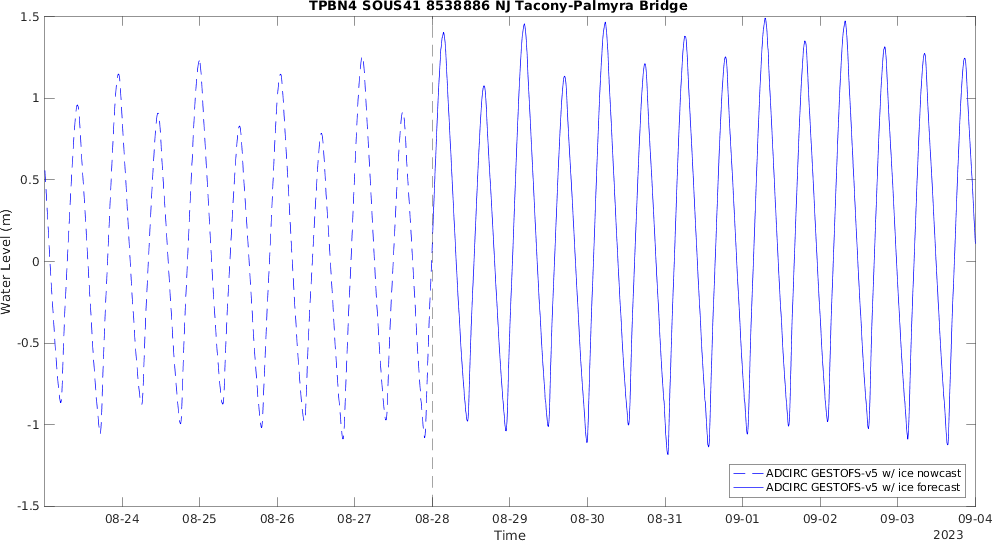 TPBN4 SOUS41 8538886 NJ Tacony-Palmyra Bridge
1.5
1
0.5
0
-0.5
-1
-1.5
Water Level (m)
ADCIRC GESTOFS-v5 w/ ice nowcast
ADCIRC GESTOFS-v5 w/ ice forecast
08-24 08-25 08-26 08-27 08-28 08-29 08-30 08-31 09-01 09-02 09-03 09-04
Time
2023